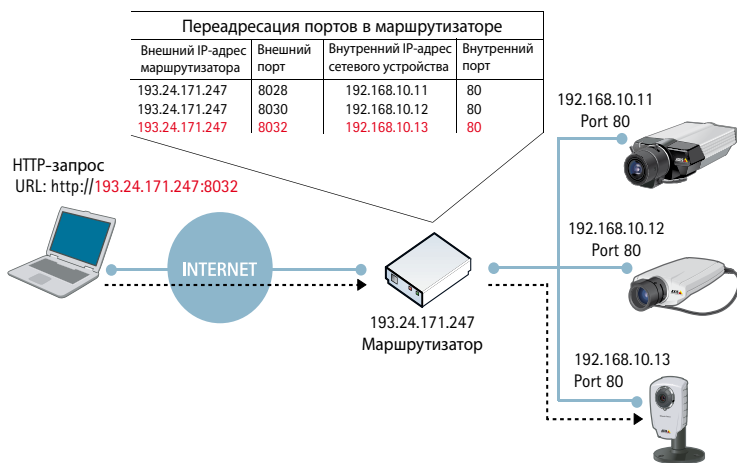 Переадресация портов в маршрутизаторе
Внешний IP-адрес маршрутизатора Внешний порт Внутренний IP-адрес сетевого устройства Внутренний порт
193.24.171.247 8028 192.168.10.11 80
193.24.171.247 8030 192.168.10.12 80
193.24.171.247 8032 192.168.10.13 80
192.168.10.11
Port 80
HTTP-запрос
URL: http://193.24.171.247:8032
192.168.10.12
Port 80
INTERNET
193.24.171.247
Маршрутизатор
192.168.10.13
Port 80